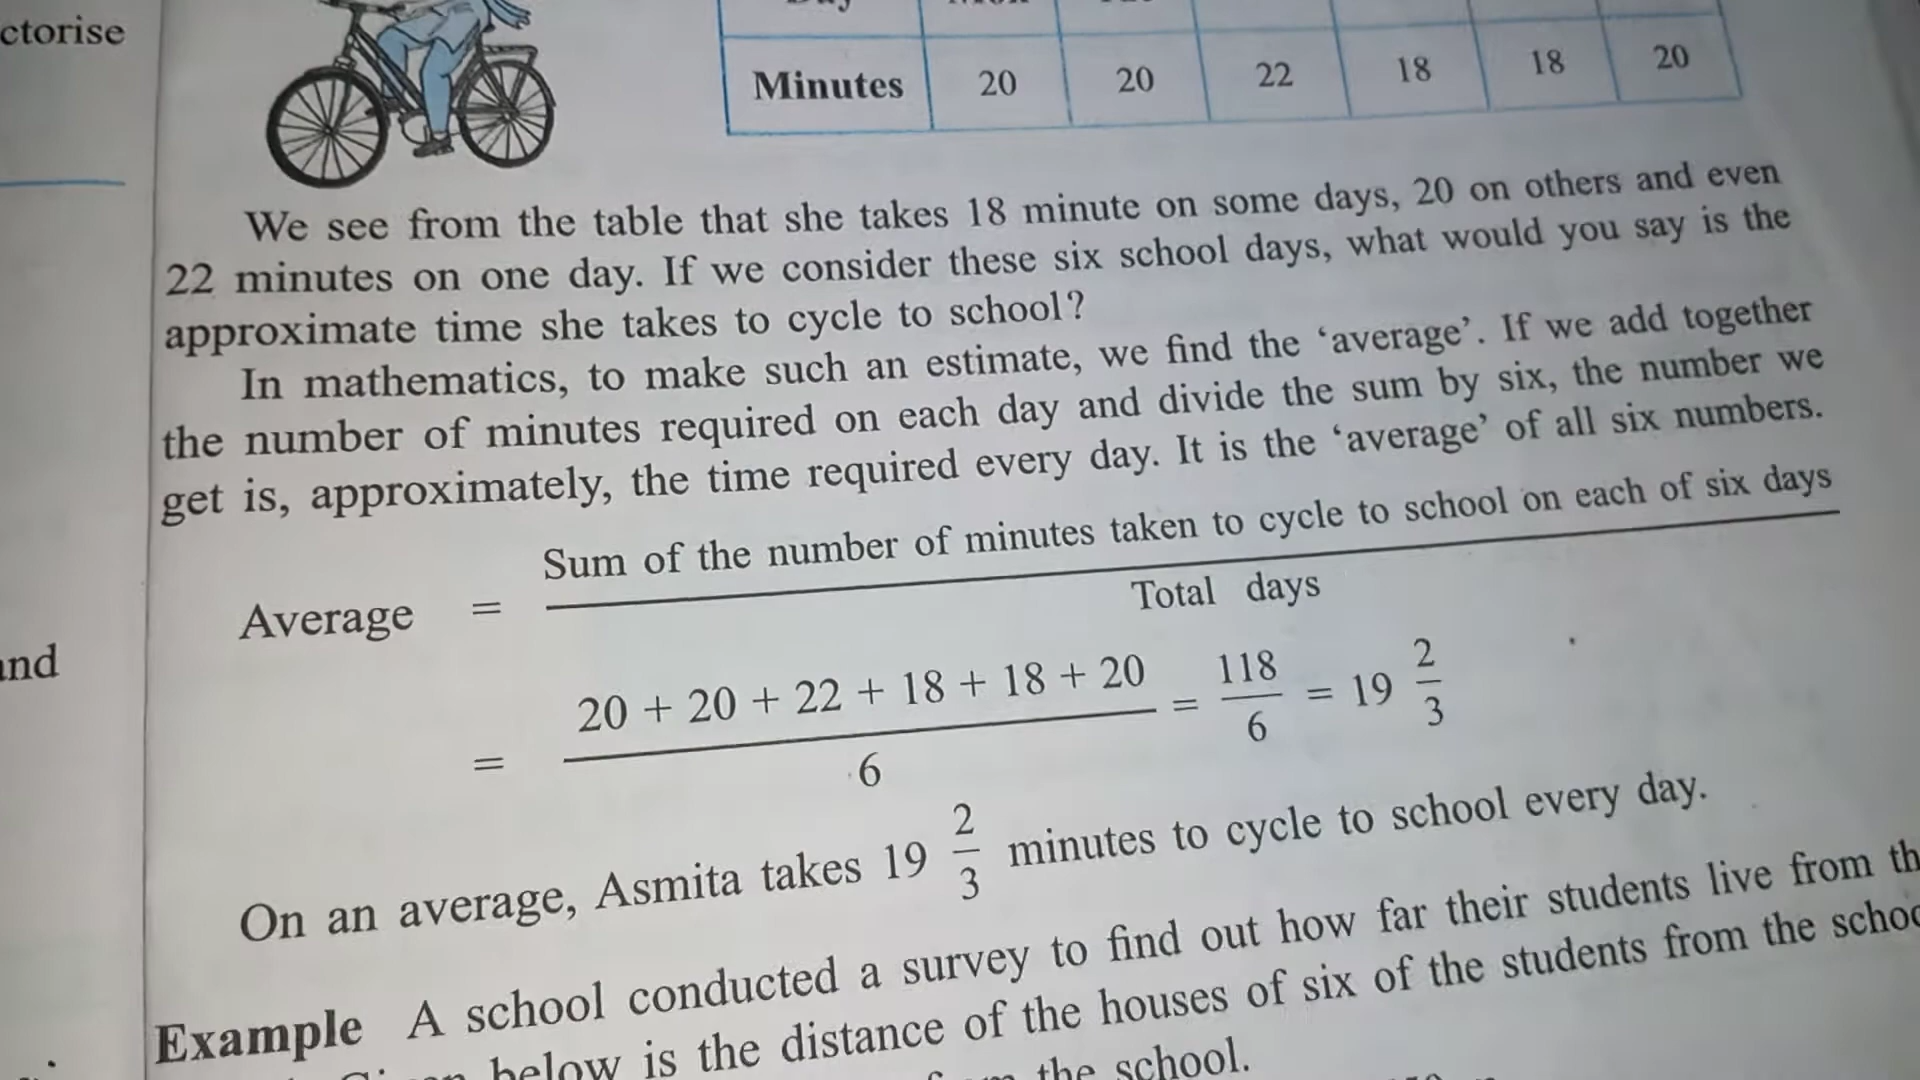 ctorise
Minutes 20 20 22 18 18 20
We see from the table that she takes 18 minute on some days, 20 on others and even
22 minutes on one day. If we consider these six school days, what would you say is the
approximate time she takes to cycle to school?
In mathematics, to make such an estimate, we find the ‘average’. If we add together
the number of minutes required on each day and divide the sum by six, the number we
get is, approximately, the time required every day. It is the ‘average’ of all six numbers.
Average = Sum of the number of minutes taken to cycle to school on each of six days / Total days
= 20 + 20 + 22 + 18 + 18 + 20 / 6 = 118 / 6 = 19 2/3
On an average, Asmita takes 19 2/3 minutes to cycle to school every day.
Example A school conducted a survey to find out how far their students live from th
below is the distance of the houses of six of the students from the schoo
the school.
and